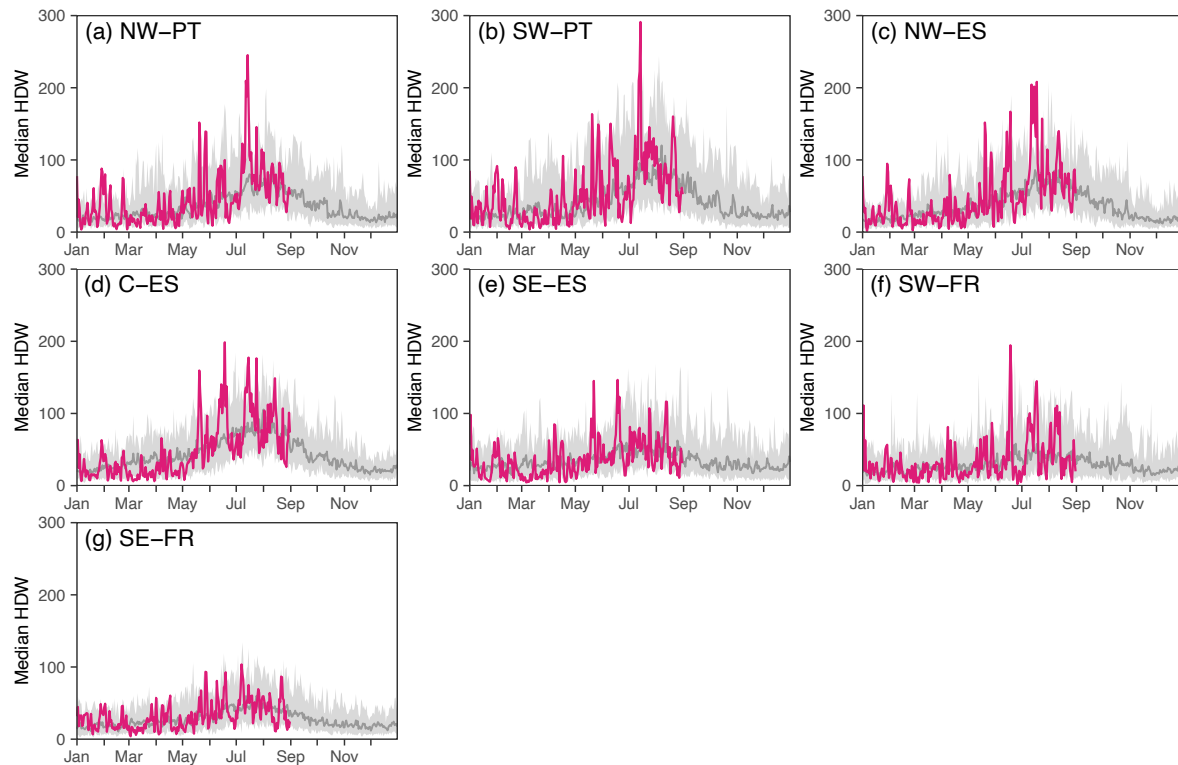 (a) NW−PT
(b) SW−PT
(c) NW−ES
Median HDW
300
200
100
0
Jan Mar May Jul Sep Nov
Median HDW
300
200
100
0
Jan Mar May Jul Sep Nov
Median HDW
300
200
100
0
Jan Mar May Jul Sep Nov
(d) C−ES
(e) SE−ES
(f) SW−FR
Median HDW
300
200
100
0
Jan Mar May Jul Sep Nov
Median HDW
300
200
100
0
Jan Mar May Jul Sep Nov
Median HDW
300
200
100
0
Jan Mar May Jul Sep Nov
(g) SE−FR
Median HDW
300
200
100
0
Jan Mar May Jul Sep Nov